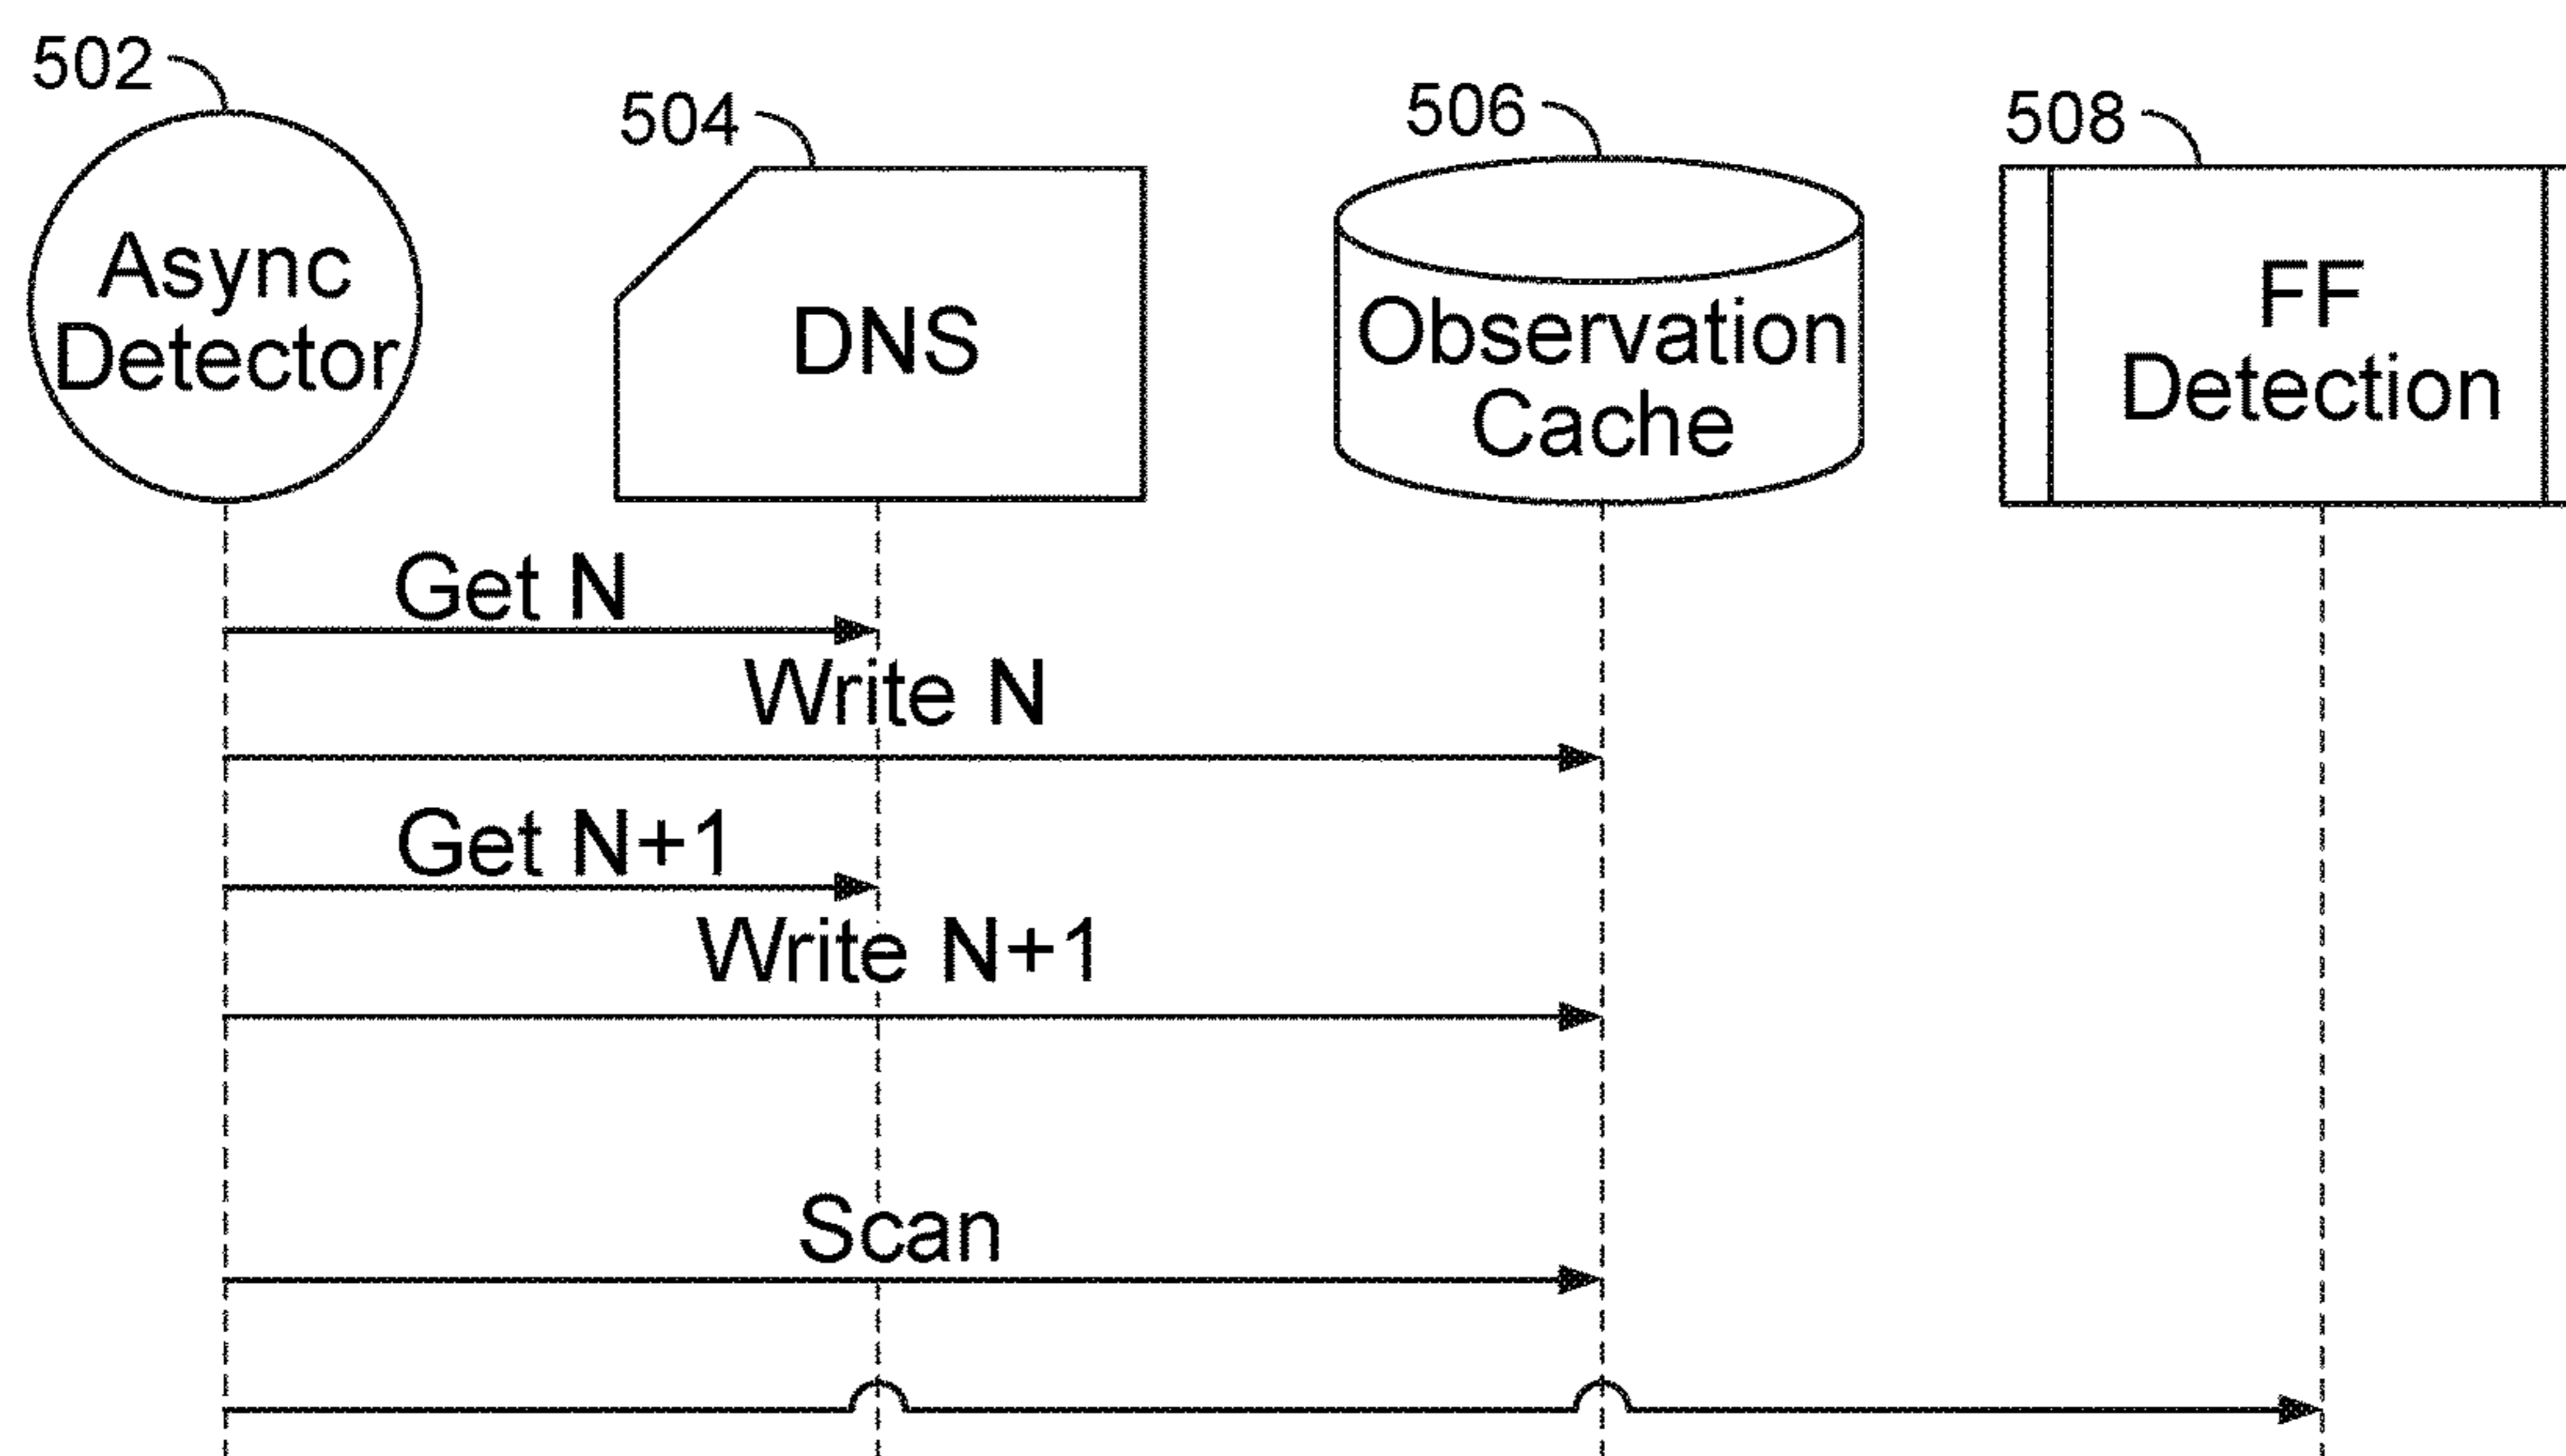 502
504
506
508
Async
Detector
DNS
Observation
Cache
FF
Detection
Get N
Write N
Get N+1
Write N+1
Scan